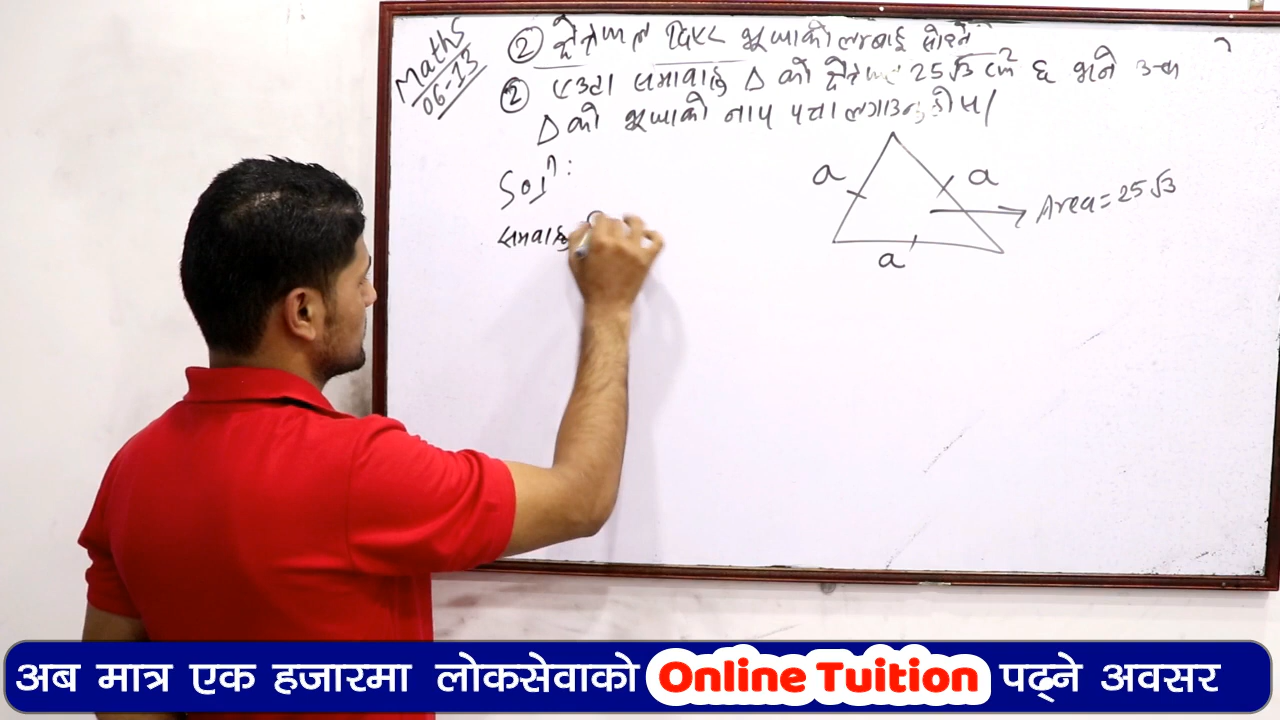 Maths
06-13
② क्षेत्रफल दिएर भुजाको लम्बाई सोध्ने
② एउटा समबाहु Δ को क्षेत्रफल 25√3 cm² छ भने उक्त
Δ को भुजाको नाप पत्ता लगाउनुहोस्।
Solⁿ:
a
a
Area = 25√3
a
समबाहु
अब मात्र एक हजारमा लोकसेवाको Online Tuition पढ्ने अवसर